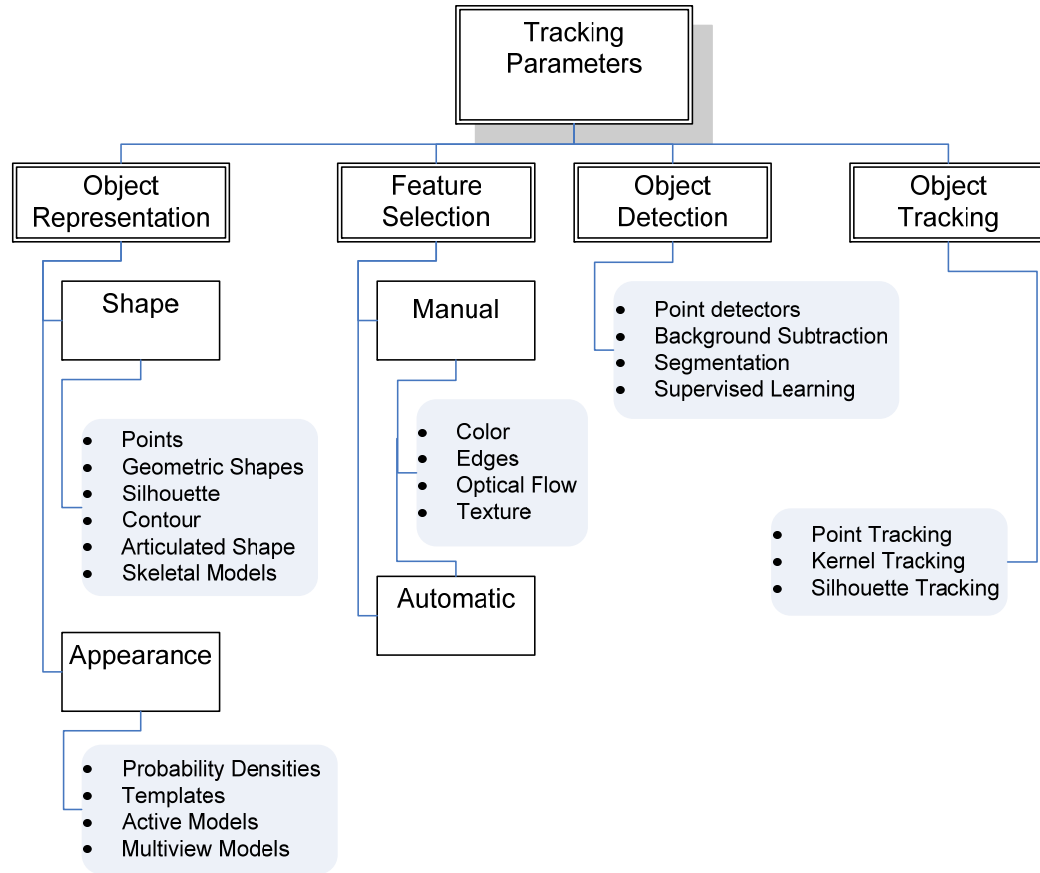 Tracking
Parameters
Object
Representation
Feature
Selection
Object
Detection
Object
Tracking
Shape
• Points
• Geometric Shapes
• Silhouette
• Contour
• Articulated Shape
• Skeletal Models
Appearance
• Probability Densities
• Templates
• Active Models
• Multiview Models
Manual
• Color
• Edges
• Optical Flow
• Texture
Automatic
• Point detectors
• Background Subtraction
• Segmentation
• Supervised Learning
• Point Tracking
• Kernel Tracking
• Silhouette Tracking